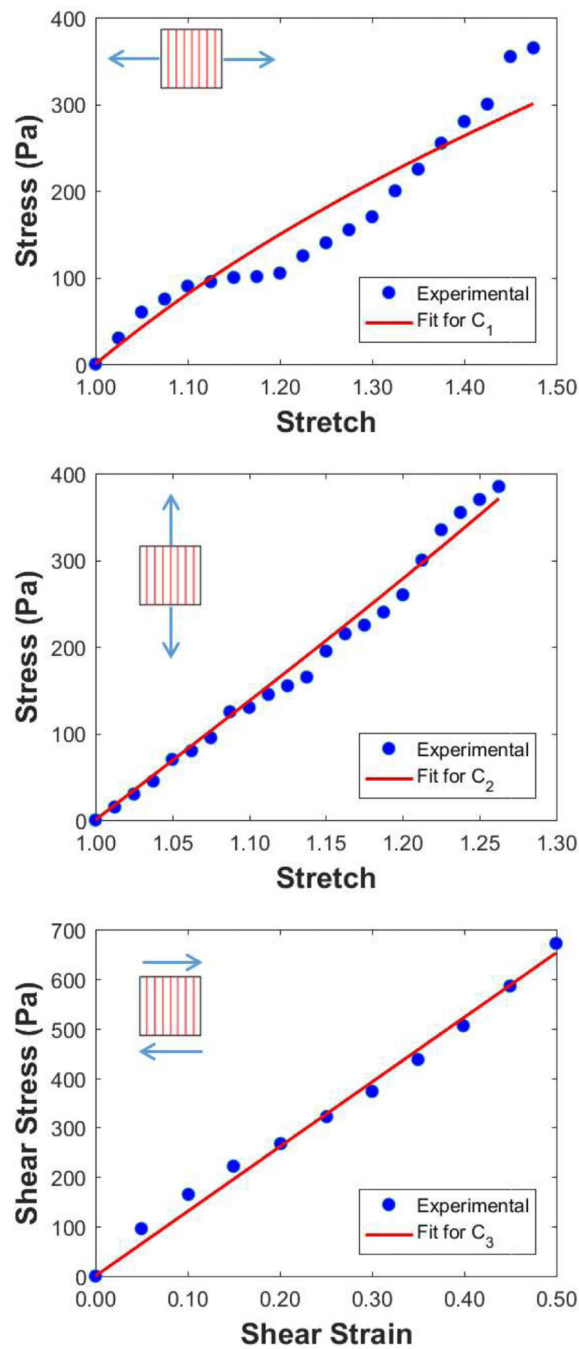 400
300
200
100
0
Stress (Pa)
Experimental
Fit for C1
1.00 1.10 1.20 1.30 1.40 1.50
Stretch
400
300
200
100
0
Stress (Pa)
Experimental
Fit for C2
1.00 1.05 1.10 1.15 1.20 1.25 1.30
Stretch
700
600
500
400
300
200
100
0
Shear Stress (Pa)
Experimental
Fit for C3
0.00 0.10 0.20 0.30 0.40 0.50
Shear Strain